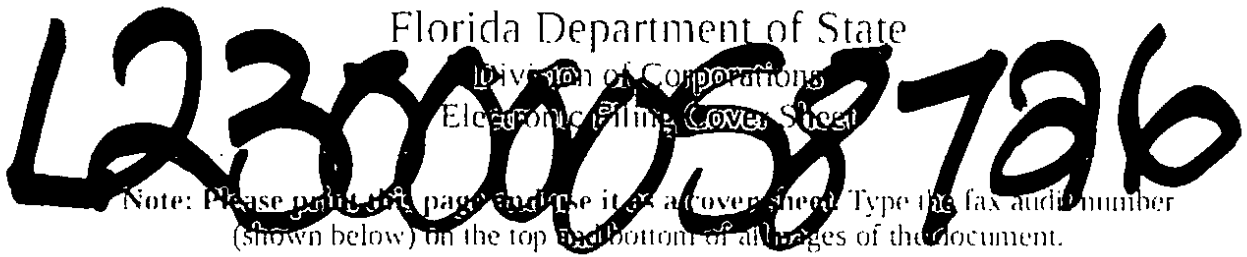 L23000058726
Florida Department of State
Division of Corporations
Electronic Filing Cover Sheet
Note: Please print this page and use it as a cover sheet. Type the fax audit number
(shown below) on the top and bottom of all pages of the document.